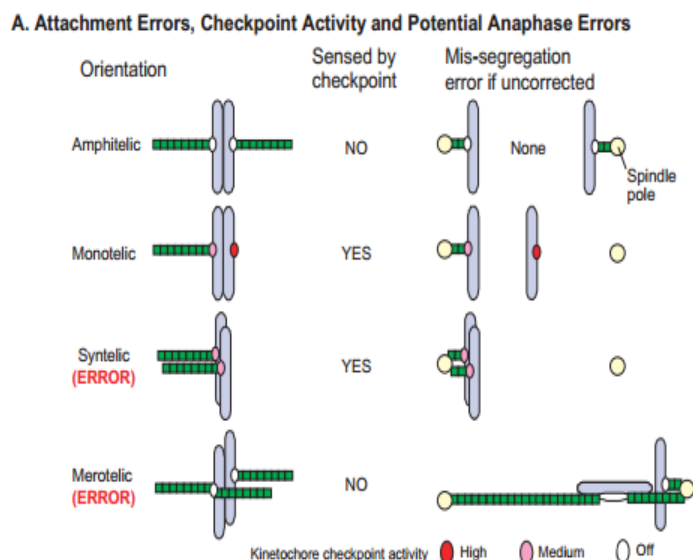 A. Attachment Errors, Checkpoint Activity and Potential Anaphase Errors
Orientation
Sensed by
checkpoint
Mis-segregation
error if uncorrected
Amphitelic
NO
None
Spindle
pole
Monotelic
YES
Syntelic
(ERROR)
YES
Merotelic
(ERROR)
NO
Kinetochore checkpoint activity High Medium Off